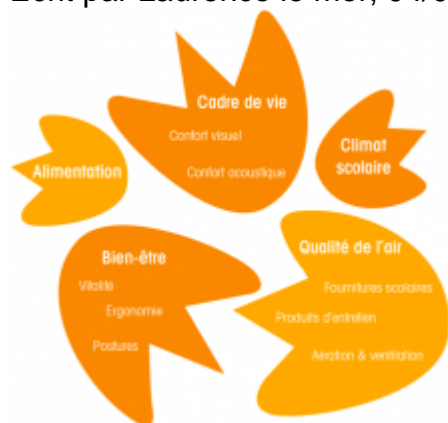 Cadre de vie
Confort visuel
Confort acoustique
Climat
scolaire
Alimentation
Bien-être
Vitalité
Ergonomie
Postures
Qualité de l'air
Fournitures scolaires
Produits d'entretien
Aération & ventilation